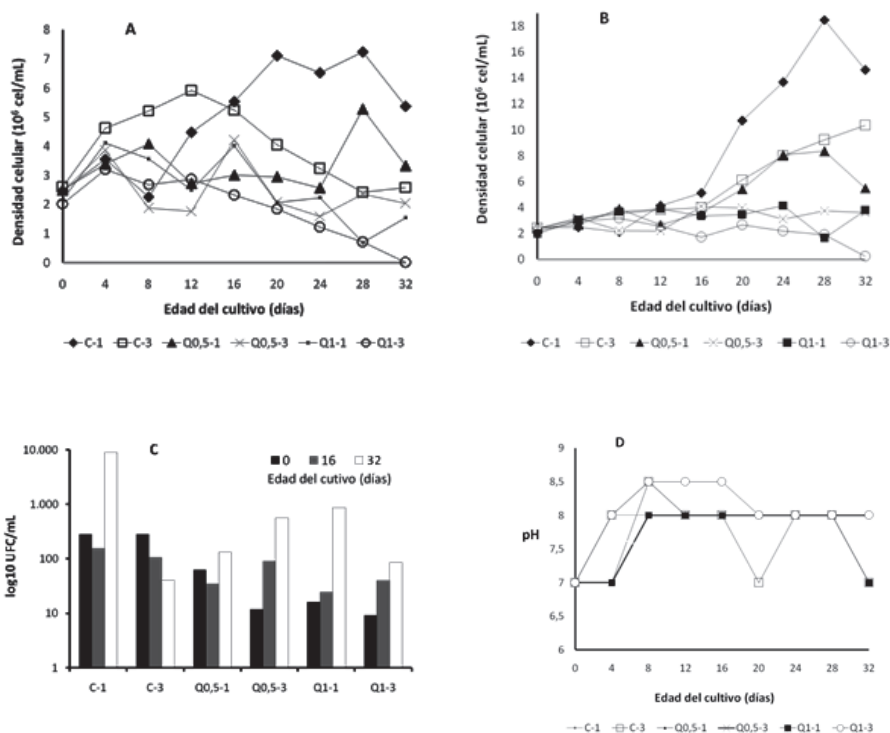 A
Densidad celular (10⁶ cel/mL)
8
7
6
5
4
3
2
1
0
0 4 8 12 16 20 24 28 32
Edad del cultivo (días)
C-1 C-3 Q0,5-1 Q0,5-3 Q1-1 Q1-3
B
Densidad celular (10⁶ cel/mL)
18
16
14
12
10
8
6
4
2
0
0 4 8 12 16 20 24 28 32
Edad del cultivo (días)
C-1 C-3 Q0,5-1 Q0,5-3 Q1-1 Q1-3
C
0 16 32
Edad del cutivo (días)
log10 UFC/mL
10.000
1.000
100
10
1
C-1 C-3 Q0,5-1 Q0,5-3 Q1-1 Q1-3
D
pH
9
8,5
8
7,5
7
6,5
6
0 4 8 12 16 20 24 28 32
Edad del cultivo (días)
C-1 C-3 Q0,5-1 Q0,5-3 Q1-1 Q1-3